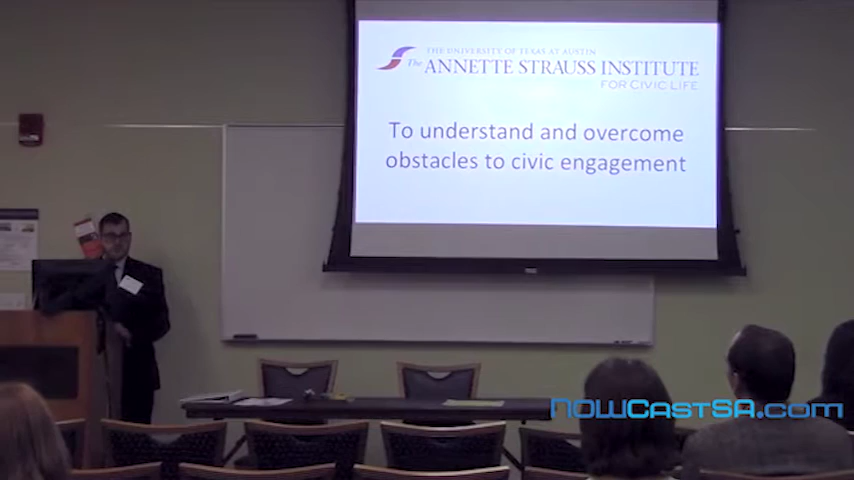 THE UNIVERSITY OF TEXAS AT AUSTIN
The ANNETTE STRAUSS INSTITUTE
FOR CIVIC LIFE
To understand and overcome
obstacles to civic engagement
NOWCastSA.com